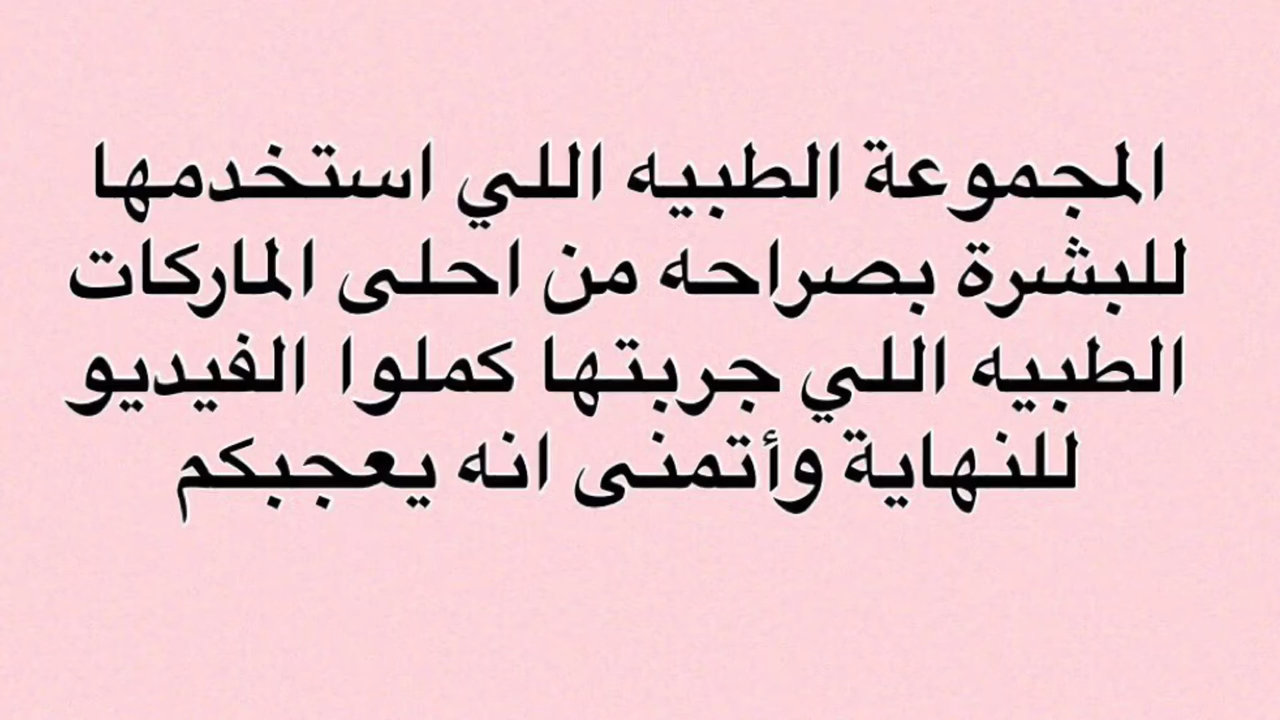 المجموعة الطبيه اللي استخدمها
للبشرة بصراحه من احلى الماركات
الطبيه اللي جربتها كملوا الفيديو
للنهاية وأتمنى انه يعجبكم